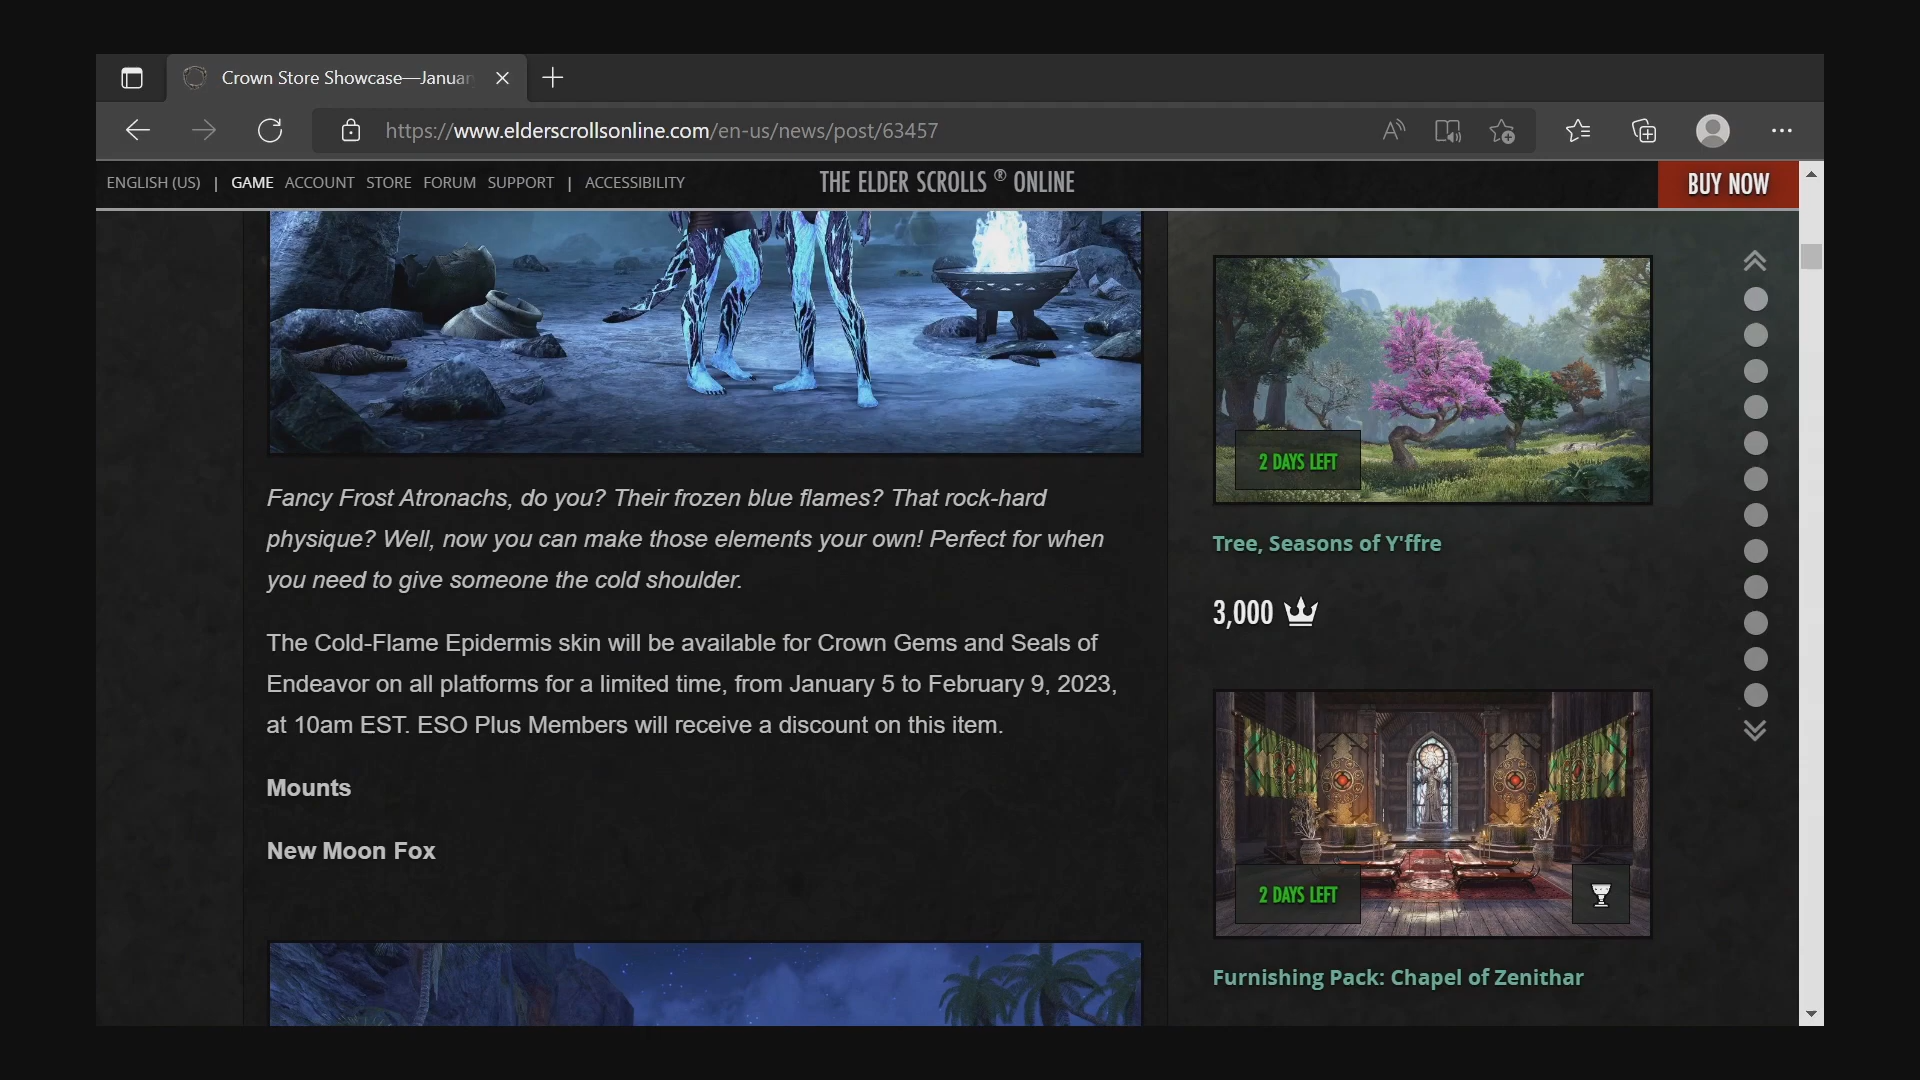 Crown Store Showcase—Januar
https://www.elderscrollsonline.com/en-us/news/post/63457
ENGLISH (US) | GAME ACCOUNT STORE FORUM SUPPORT | ACCESSIBILITY
THE ELDER SCROLLS ® ONLINE
BUY NOW
Fancy Frost Atronachs, do you? Their frozen blue flames? That rock-hard
physique? Well, now you can make those elements your own! Perfect for when
you need to give someone the cold shoulder.
The Cold-Flame Epidermis skin will be available for Crown Gems and Seals of
Endeavor on all platforms for a limited time, from January 5 to February 9, 2023,
at 10am EST. ESO Plus Members will receive a discount on this item.
Mounts
New Moon Fox
2 DAYS LEFT
Tree, Seasons of Y'ffre
3,000
2 DAYS LEFT
Furnishing Pack: Chapel of Zenithar